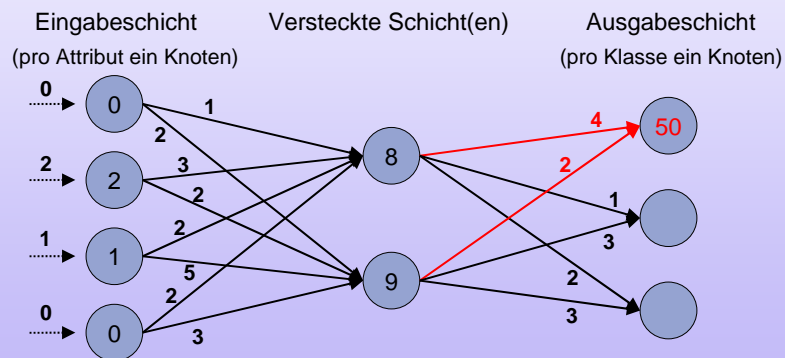 Eingabeschicht Versteckte Schicht(en) Ausgabeschicht
(pro Attribut ein Knoten) (pro Klasse ein Knoten)
0 0 1 4 50
2 2
2 2 3 8
2 1
1 1 2 3
5 9
0 0 2 2
3 3